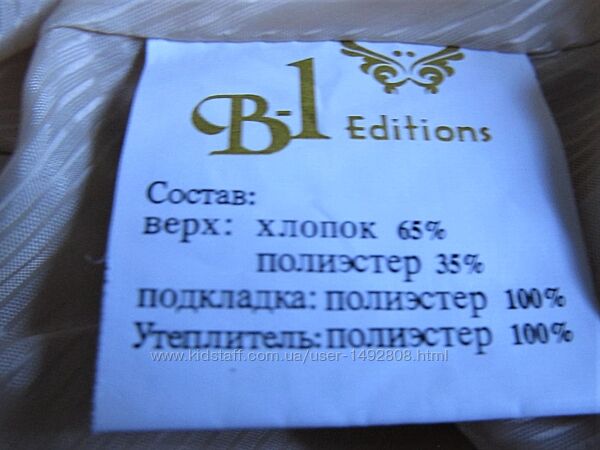 B-1 Editions
Состав:
верх: хлопок 65%
полиэстер 35%
подкладка: полиэстер 100%
Утеплитель: полиэстер 100%
www.kidstaff.com.ua/user-1492808.html